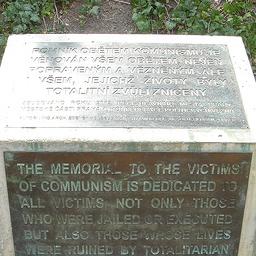 POMNÍK OBĚTEM KOMUNISMU JE
VĚNOVÁN VŠEM OBĚTEM, NEJEN
POPRAVENÝM A VĚZNĚNÝM ALE
VŠEM, JEJICHŽ ŽIVOTY BYLY
TOTALITNÍ ZVŮLÍ ZNIČENY
THE MEMORIAL TO THE VICTIMS
OF COMMUNISM IS DEDICATED TO
ALL VICTIMS NOT ONLY THOSE
WHO WERE JAILED OR EXECUTED
BUT ALSO THOSE WHOSE LIVES
WERE RUINED BY TOTALITARIAN